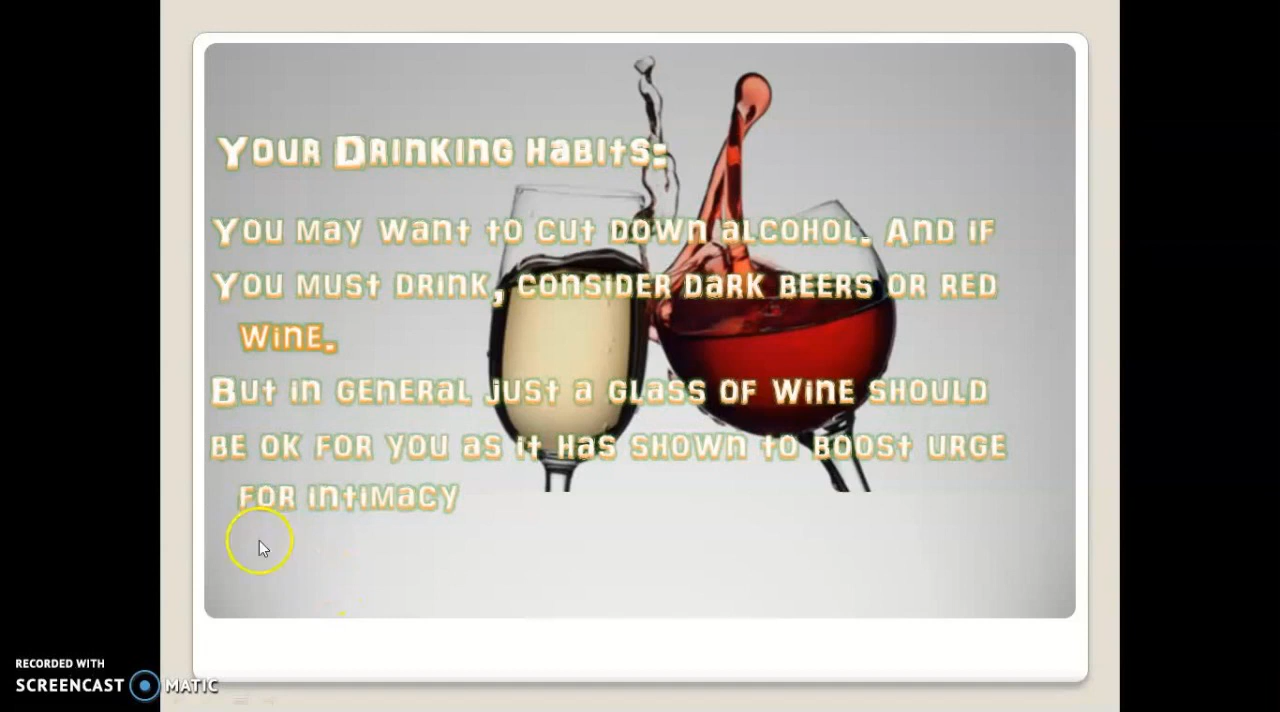 Your Drinking Habits:
You may want to cut down alcohol. And if
You must drink, consider dark beers or red
wine.
But in general just a glass of wine should
be ok for you as it has shown to boost urge
for intimacy
RECORDED WITH
SCREENCAST MATIC